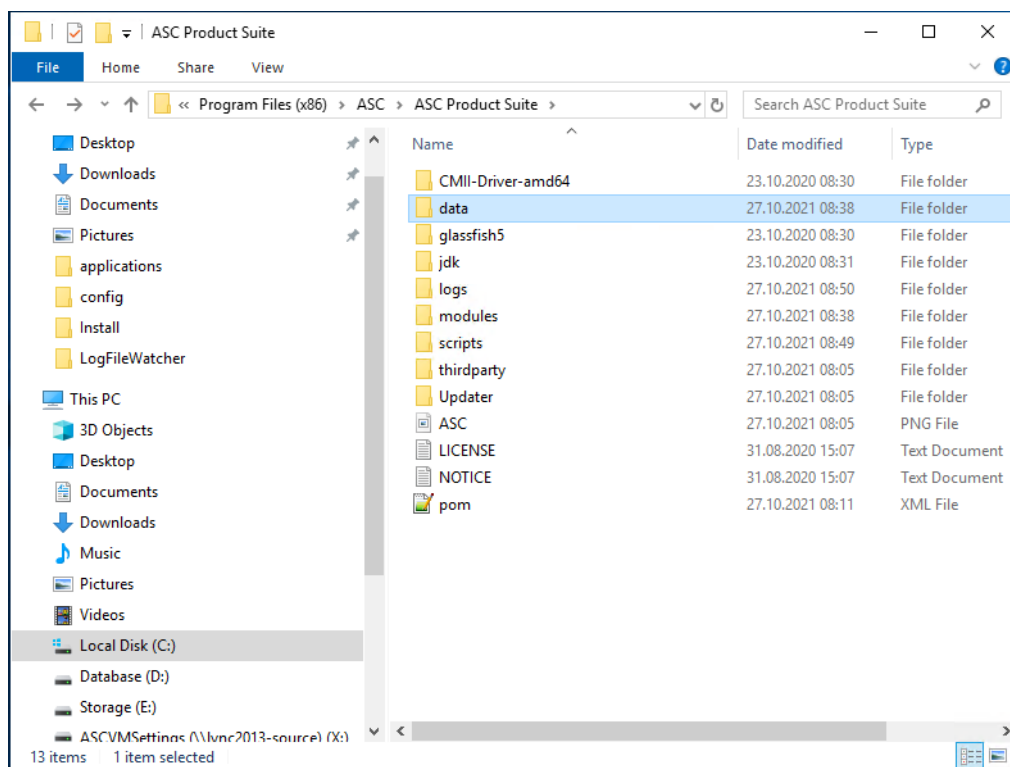 ASC Product Suite
File Home Share View
« Program Files (x86) › ASC › ASC Product Suite ›
Search ASC Product Suite
Desktop
Downloads
Documents
Pictures
applications
config
Install
LogFileWatcher
This PC
3D Objects
Desktop
Documents
Downloads
Music
Pictures
Videos
Local Disk (C:)
Database (D:)
Storage (E:)
ASCVMSettings (\\lync2013-source) (X:)
Name Date modified Type
CMII-Driver-amd64 23.10.2020 08:30 File folder
data 27.10.2021 08:38 File folder
glassfish5 23.10.2020 08:30 File folder
jdk 23.10.2020 08:31 File folder
logs 27.10.2021 08:50 File folder
modules 27.10.2021 08:38 File folder
scripts 27.10.2021 08:49 File folder
thirdparty 27.10.2021 08:05 File folder
Updater 27.10.2021 08:05 File folder
ASC 27.10.2021 08:05 PNG File
LICENSE 31.08.2020 15:07 Text Document
NOTICE 31.08.2020 15:07 Text Document
pom 27.10.2021 08:11 XML File
13 items 1 item selected